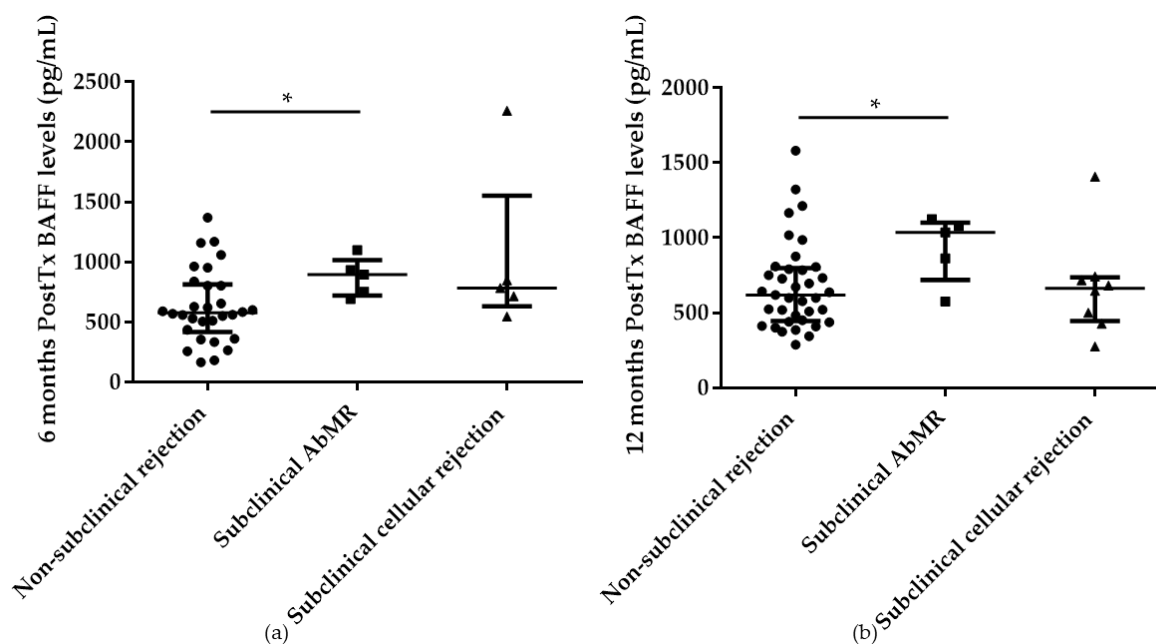 6 months PostTx BAFF levels (pg/mL)
2500
2000
1500
1000
500
0
*
Non-subclinical rejection
Subclinical AbMR
Subclinical cellular rejection
(a)
12 months PostTx BAFF levels (pg/mL)
2000
1500
1000
500
0
*
Non-subclinical rejection
Subclinical AbMR
Subclinical cellular rejection
(b)